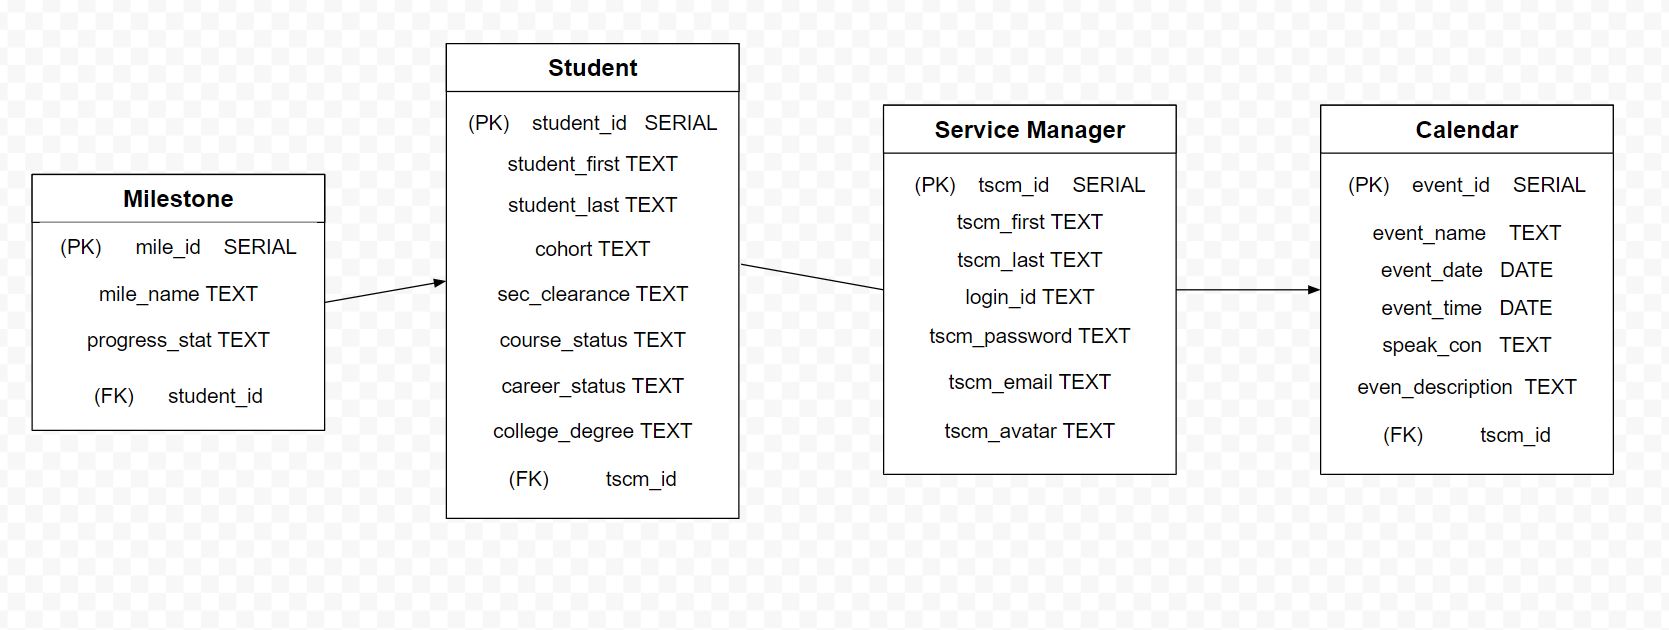 Milestone
(PK) mile_id SERIAL
mile_name TEXT
progress_stat TEXT
(FK) student_id
Student
(PK) student_id SERIAL
student_first TEXT
student_last TEXT
cohort TEXT
sec_clearance TEXT
course_status TEXT
career_status TEXT
college_degree TEXT
(FK) tscm_id
Service Manager
(PK) tscm_id SERIAL
tscm_first TEXT
tscm_last TEXT
login_id TEXT
tscm_password TEXT
tscm_email TEXT
tscm_avatar TEXT
Calendar
(PK) event_id SERIAL
event_name TEXT
event_date DATE
event_time DATE
speak_con TEXT
even_description TEXT
(FK) tscm_id